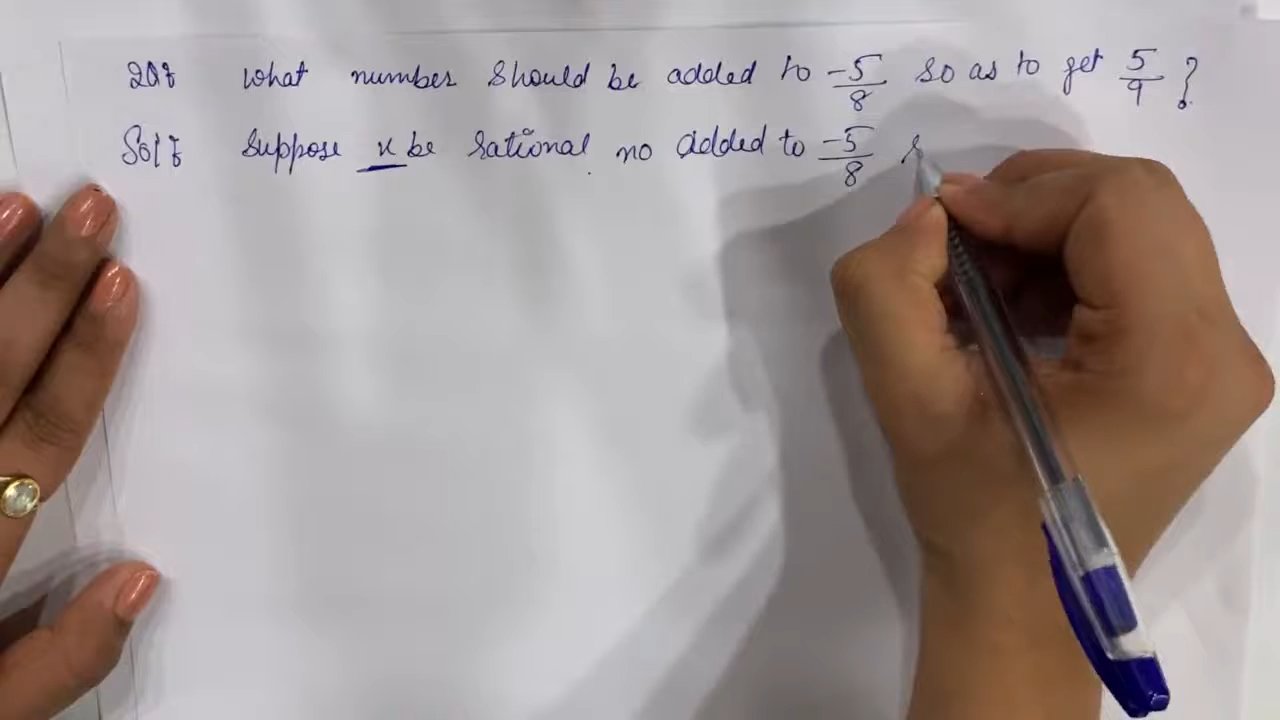 20% What number should be added to -5/8 so as to get 5/9?
Sol% Suppose x be rational no added to -5/8 s